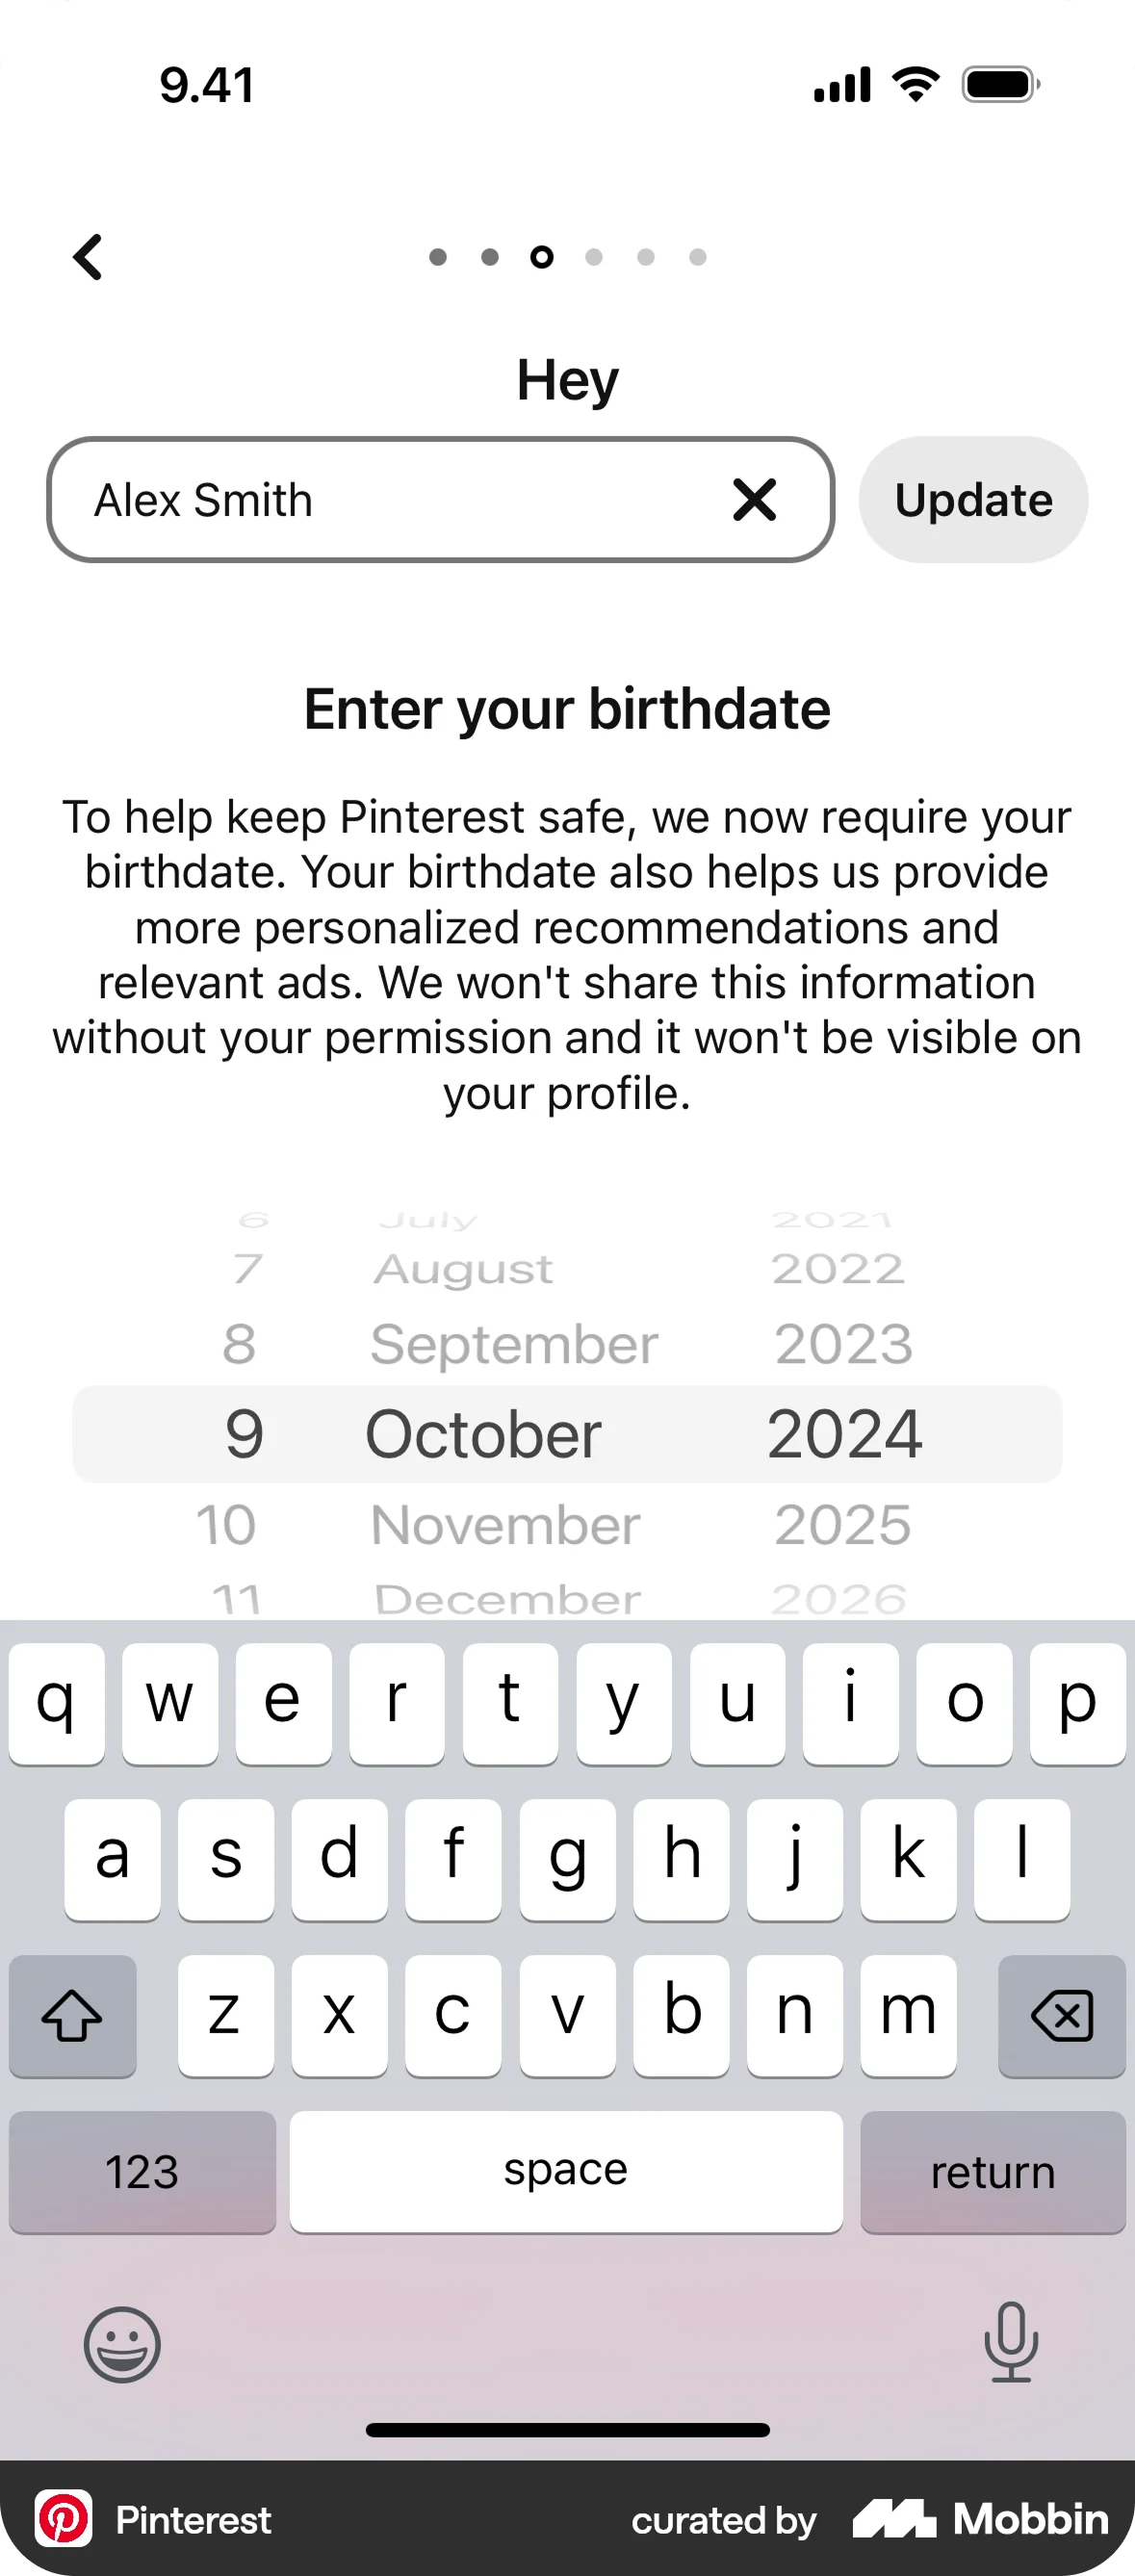 9.41
Hey
Alex Smith
Update
Enter your birthdate
To help keep Pinterest safe, we now require your
birthdate. Your birthdate also helps us provide
more personalized recommendations and
relevant ads. We won't share this information
without your permission and it won't be visible on
your profile.
6 July 2021
7 August 2022
8 September 2023
9 October 2024
10 November 2025
11 December 2026
q w e r t y u i o p
a s d f g h j k l
z x c v b n m
123 space return
Pinterest curated by Mobbin